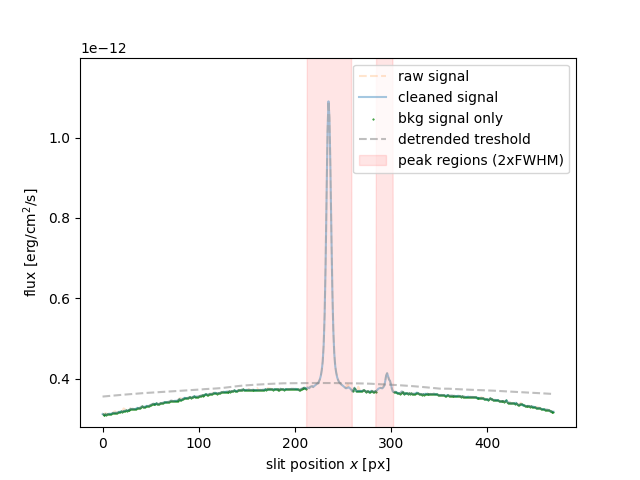 1e−12
raw signal
cleaned signal
bkg signal only
detrended treshold
peak regions (2xFWHM)
1.0
0.8
0.6
0.4
flux [erg/cm²/s]
0 100 200 300 400
slit position x [px]